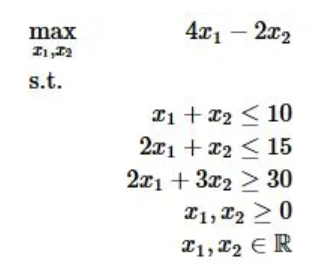 max 4x₁ − 2x₂
x₁,x₂
s.t.
x₁ + x₂ ≤ 10
2x₁ + x₂ ≤ 15
2x₁ + 3x₂ ≥ 30
x₁, x₂ ≥ 0
x₁, x₂ ∈ ℝ